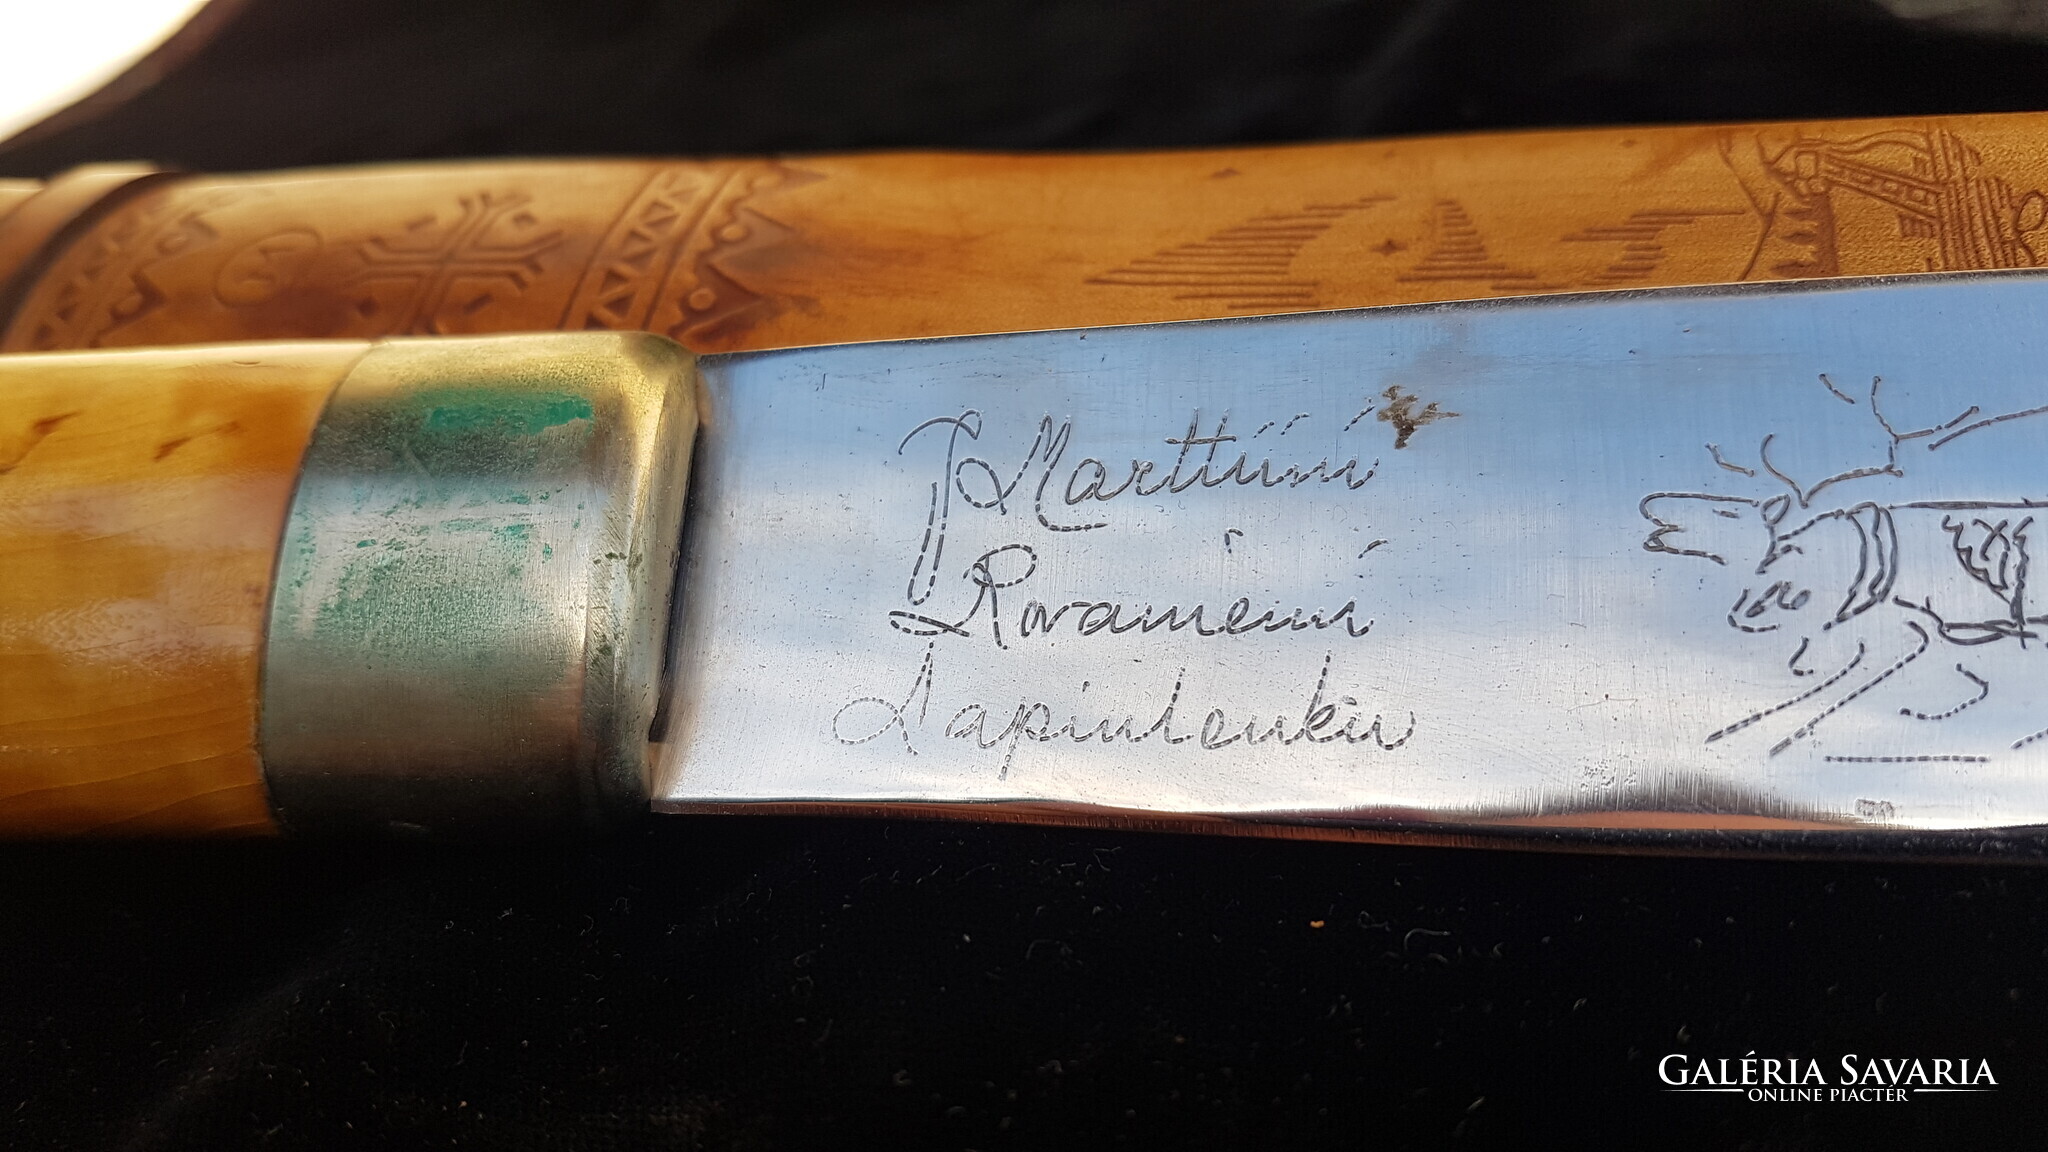 J Marttiini
Rovaniemi
Lapinleuku
GALÉRIA SAVARIA
ONLINE PIACTÉR